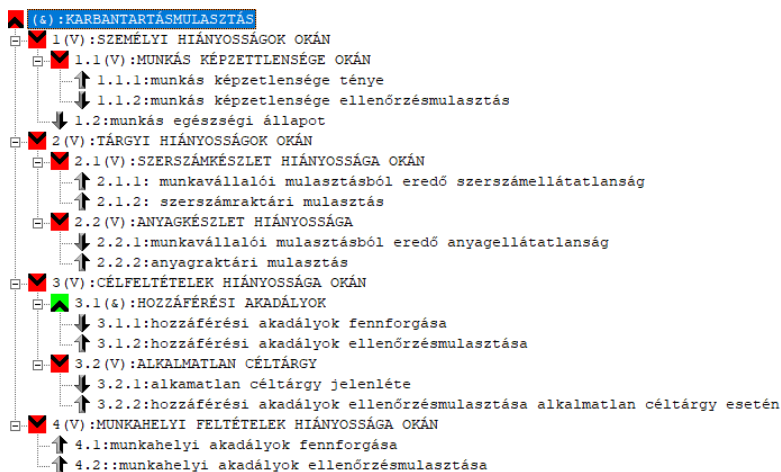 (&):KARBANTARTÁSMULASZTÁS
1(V):SZEMÉLYI HIÁNYOSSÁGOK OKÁN
1.1(V):MUNKÁS KÉPZETTLENSÉGE OKÁN
1.1.1:munkás képzetlensége ténye
1.1.2:munkás képzetlensége ellenőrzésmulasztás
1.2:munkás egészségi állapot
2(V):TÁRGYI HIÁNYOSSÁGOK OKÁN
2.1(V):SZERSZÁMKÉSZLET HIÁNYOSSÁGA OKÁN
2.1.1: munkavállalói mulasztásból eredő szerszámellátatlanság
2.1.2: szerszámraktári mulasztás
2.2(V):ANYAGKÉSZLET HIÁNYOSSÁGA
2.2.1:munkavállalói mulasztásból eredő anyagellátatlanság
2.2.2:anyagraktári mulasztás
3(V):CÉLFELTÉTELEK HIÁNYOSSÁGA OKÁN
3.1(&):HOZZÁFÉRÉSI AKADÁLYOK
3.1.1:hozzáférési akadályok fennforgása
3.1.2:hozzáférési akadályok ellenőrzésmulasztása
3.2(V):ALKALMATLAN CÉLTÁRGY
3.2.1:alkamatlan céltárgy jelenléte
3.2.2:hozzáférési akadályok ellenőrzésmulasztása alkalmatlan céltárgy esetén
4(V):MUNKAHELYI FELTÉTELEK HIÁNYOSSÁGA OKÁN
4.1:munkahelyi akadályok fennforgása
4.2::munkahelyi akadályok ellenőrzésmulasztása